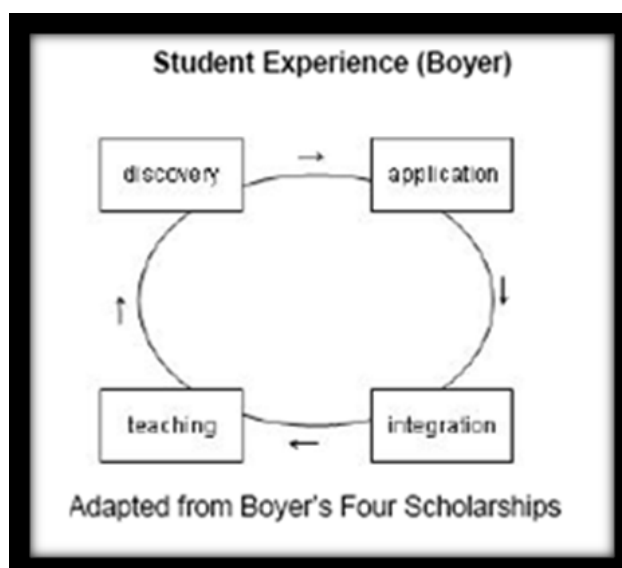 Student Experience (Boyer)
discovery
application
teaching
integration
Adapted from Boyer's Four Scholarships